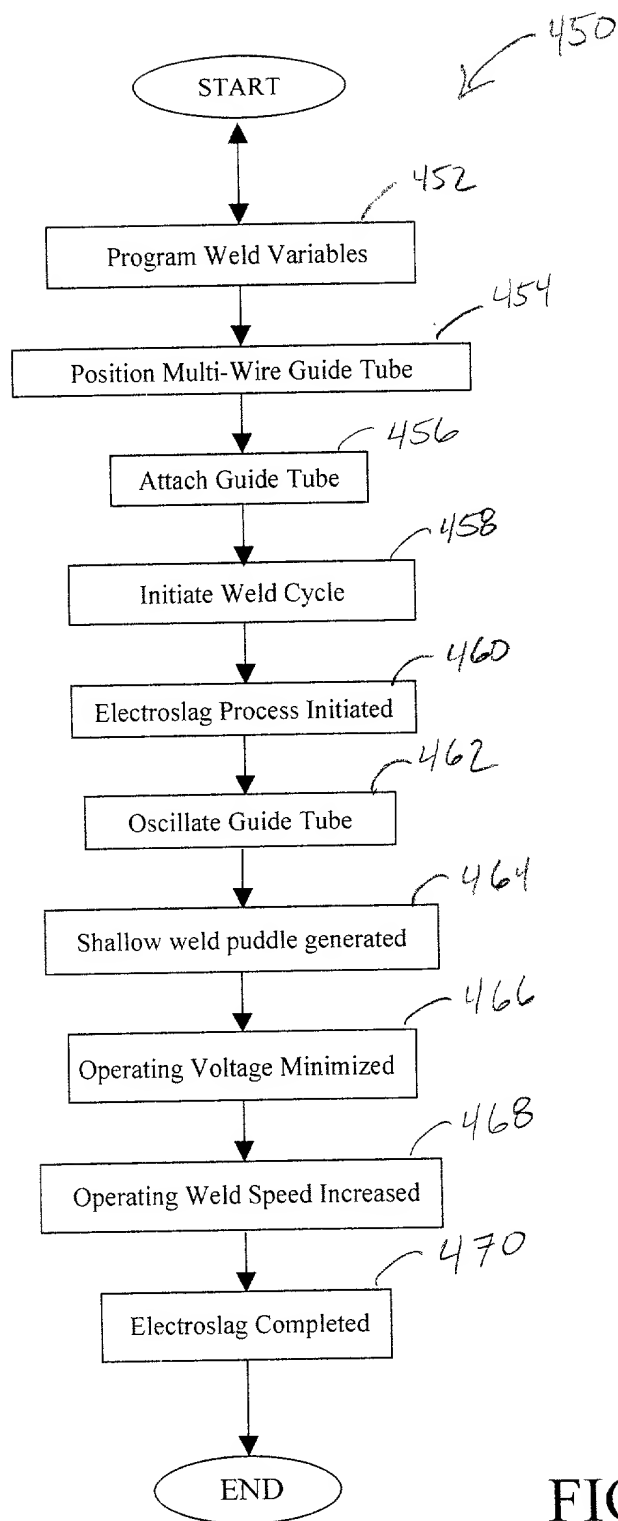 450
START
452
Program Weld Variables
454
Position Multi-Wire Guide Tube
456
Attach Guide Tube
458
Initiate Weld Cycle
460
Electroslag Process Initiated
462
Oscillate Guide Tube
464
Shallow weld puddle generated
466
Operating Voltage Minimized
468
Operating Weld Speed Increased
470
Electroslag Completed
END